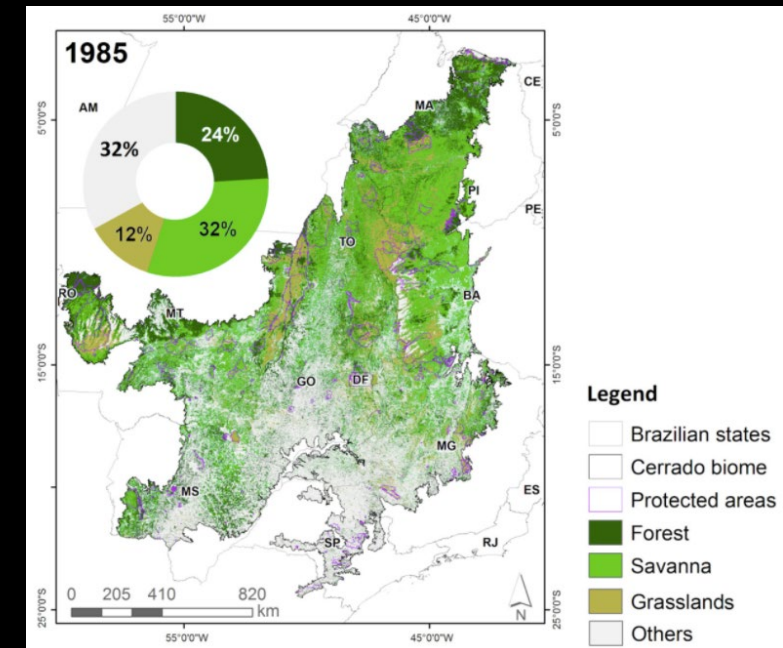 55°0'0"W 45°0'0"W
1985
AM
CE
MA
5°0'0"S 5°0'0"S
32% 24%
12% 32%
PI
PE
TO
RO
BA
MT
15°0'0"S 15°0'0"S
GO DF
MG
MS
ES
SP
RJ
0 205 410 820
km
N
25°0'0"S 25°0'0"S
55°0'0"W 45°0'0"W
Legend
Brazilian states
Cerrado biome
Protected areas
Forest
Savanna
Grasslands
Others